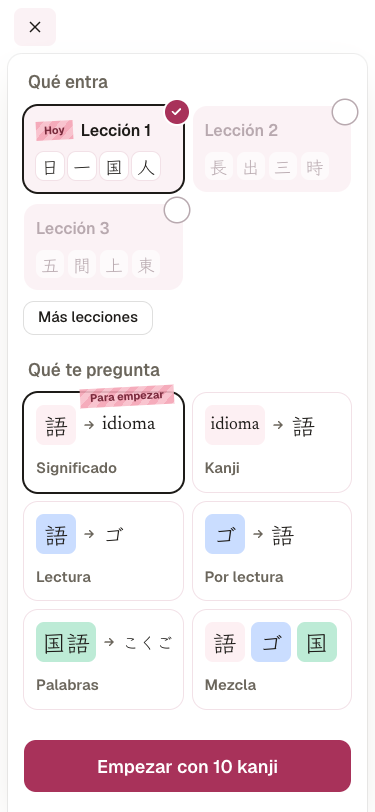 Qué entra
Hoy Lección 1
日 一 国 人
Lección 2
長 出 三 時
Lección 3
五 間 上 東
Más lecciones
Qué te pregunta
Para empezar
語 → idioma
Significado
idioma → 語
Kanji
語 → ゴ
Lectura
ゴ → 語
Por lectura
国語 → こくご
Palabras
語 ゴ 国
Mezcla
Empezar con 10 kanji